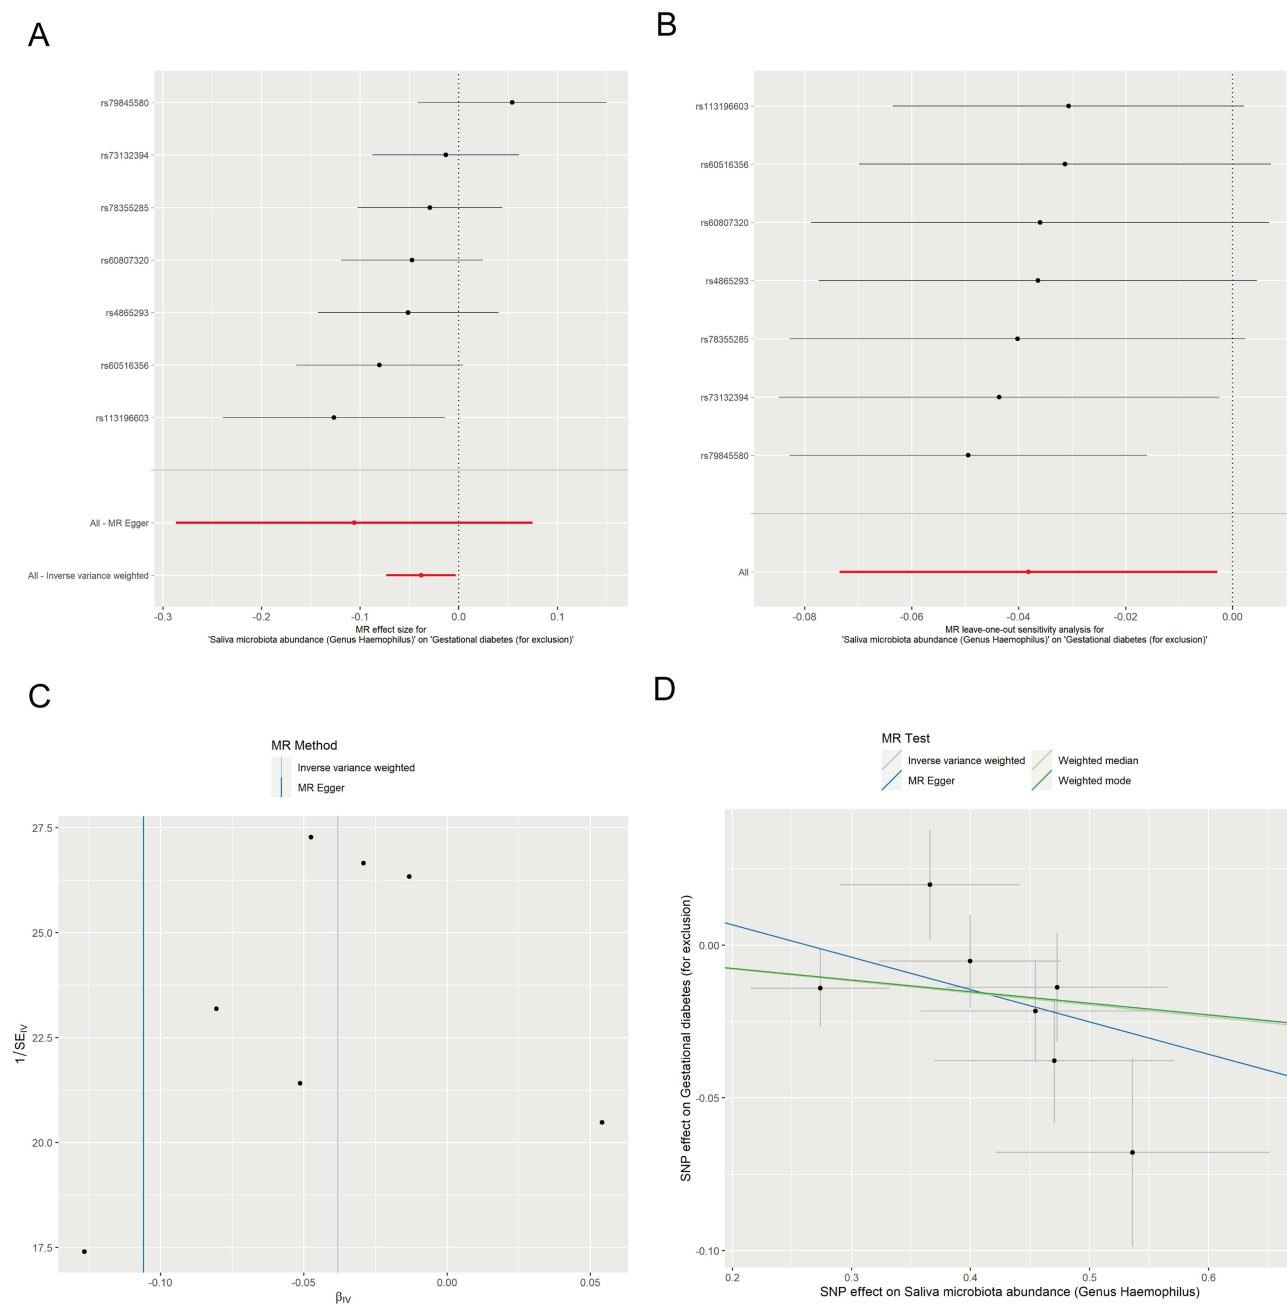 A
rs79845580
rs73132394
rs78355285
rs60807320
rs4865293
rs60516356
rs113196603
All - MR Egger
All - Inverse variance weighted
-0.3 -0.2 -0.1 0.0 0.1
MR effect size for
'Saliva microbiota abundance (Genus Haemophilus)' on 'Gestational diabetes (for exclusion)'
B
rs113196603
rs60516356
rs60807320
rs4865293
rs78355285
rs73132394
rs79845580
All
-0.08 -0.06 -0.04 -0.02 0.00
MR leave-one-out sensitivity analysis for
'Saliva microbiota abundance (Genus Haemophilus)' on 'Gestational diabetes (for exclusion)'
C
MR Method
Inverse variance weighted
MR Egger
27.5
25.0
22.5
20.0
17.5
1/SE_IV
-0.10 -0.05 0.00 0.05
β_IV
D
MR Test
Inverse variance weighted Weighted median
MR Egger Weighted mode
0.00
-0.05
-0.10
SNP effect on Gestational diabetes (for exclusion)
0.2 0.3 0.4 0.5 0.6
SNP effect on Saliva microbiota abundance (Genus Haemophilus)